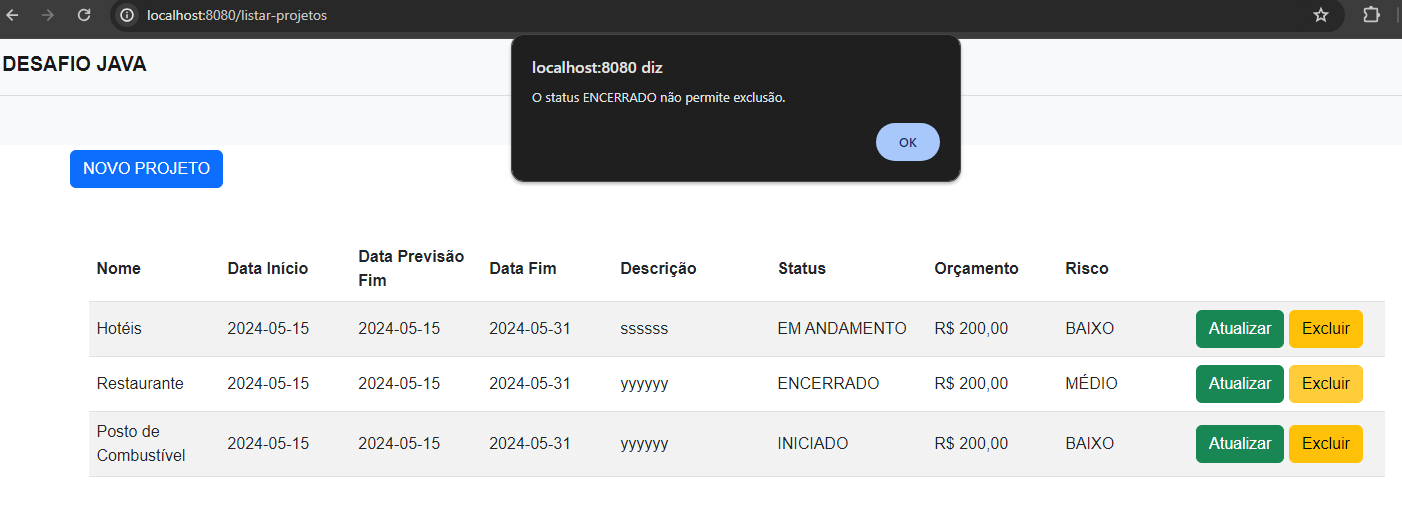 localhost:8080/listar-projetos
DESAFIO JAVA
localhost:8080 diz
O status ENCERRADO não permite exclusão.
OK
NOVO PROJETO
Nome Data Início Data Previsão Fim Data Fim Descrição Status Orçamento Risco
Hotéis 2024-05-15 2024-05-15 2024-05-31 ssssss EM ANDAMENTO R$ 200,00 BAIXO Atualizar Excluir
Restaurante 2024-05-15 2024-05-15 2024-05-31 yyyyyy ENCERRADO R$ 200,00 MÉDIO Atualizar Excluir
Posto de Combustível 2024-05-15 2024-05-15 2024-05-31 yyyyyy INICIADO R$ 200,00 BAIXO Atualizar Excluir